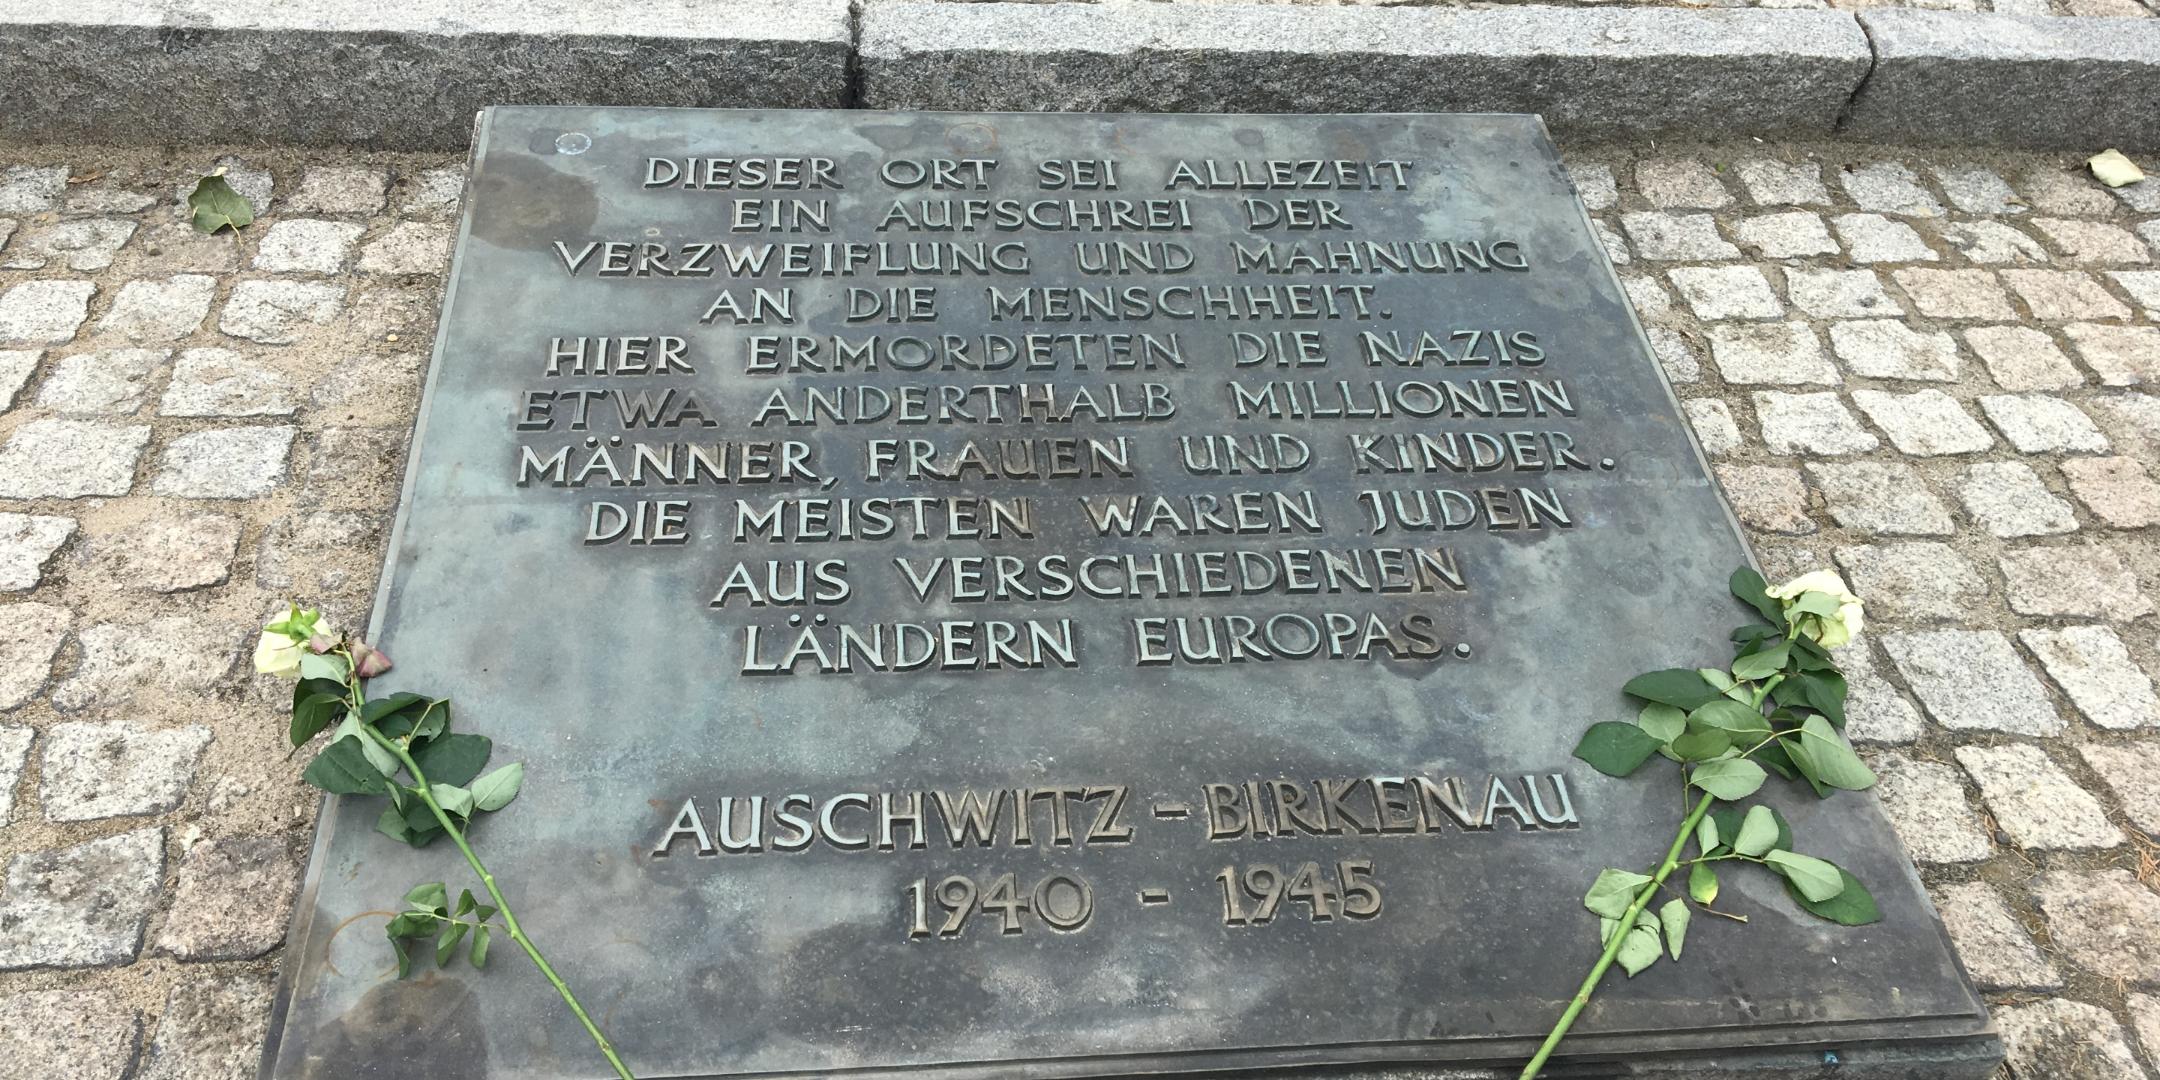 DIESER ORT SEI ALLEZEIT
EIN AUFSCHREI DER
VERZWEIFLUNG UND MAHNUNG
AN DIE MENSCHHEIT.
HIER ERMORDETEN DIE NAZIS
ETWA ANDERTHALB MILLIONEN
MÄNNER, FRAUEN UND KINDER.
DIE MEISTEN WAREN JUDEN
AUS VERSCHIEDENEN
LÄNDERN EUROPAS.
AUSCHWITZ - BIRKENAU
1940 - 1945